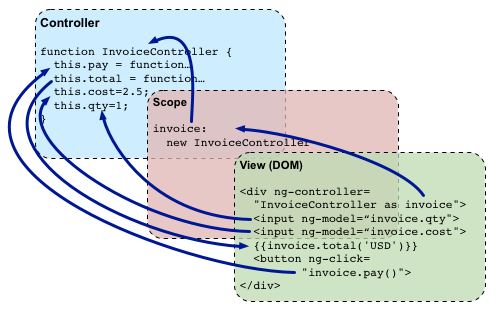 Controller
function InvoiceController {
this.pay = function…
this.total = function…
this.cost=2.5;
this.qty=1;
}
Scope
invoice:
new InvoiceController
View (DOM)
<div ng-controller=
"InvoiceController as invoice">
<input ng-model=“invoice.qty">
<input ng-model=“invoice.cost">
{{invoice.total('USD')}}
<button ng-click=
"invoice.pay()">
</div>